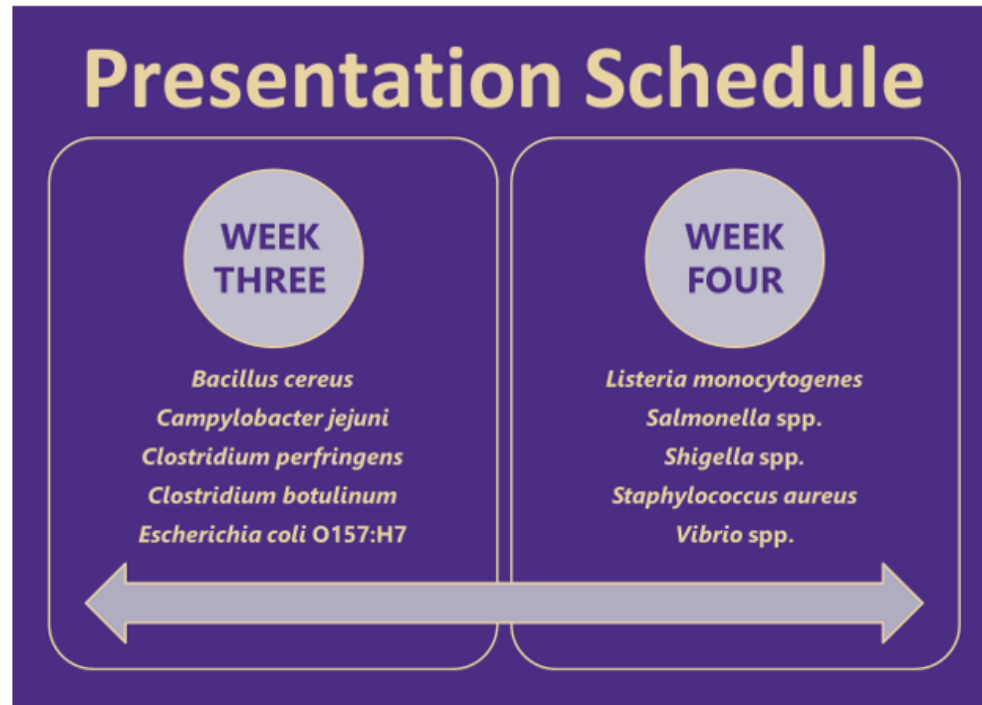 Presentation Schedule
WEEK
THREE
Bacillus cereus
Campylobacter jejuni
Clostridium perfringens
Clostridium botulinum
Escherichia coli O157:H7
WEEK
FOUR
Listeria monocytogenes
Salmonella spp.
Shigella spp.
Staphylococcus aureus
Vibrio spp.